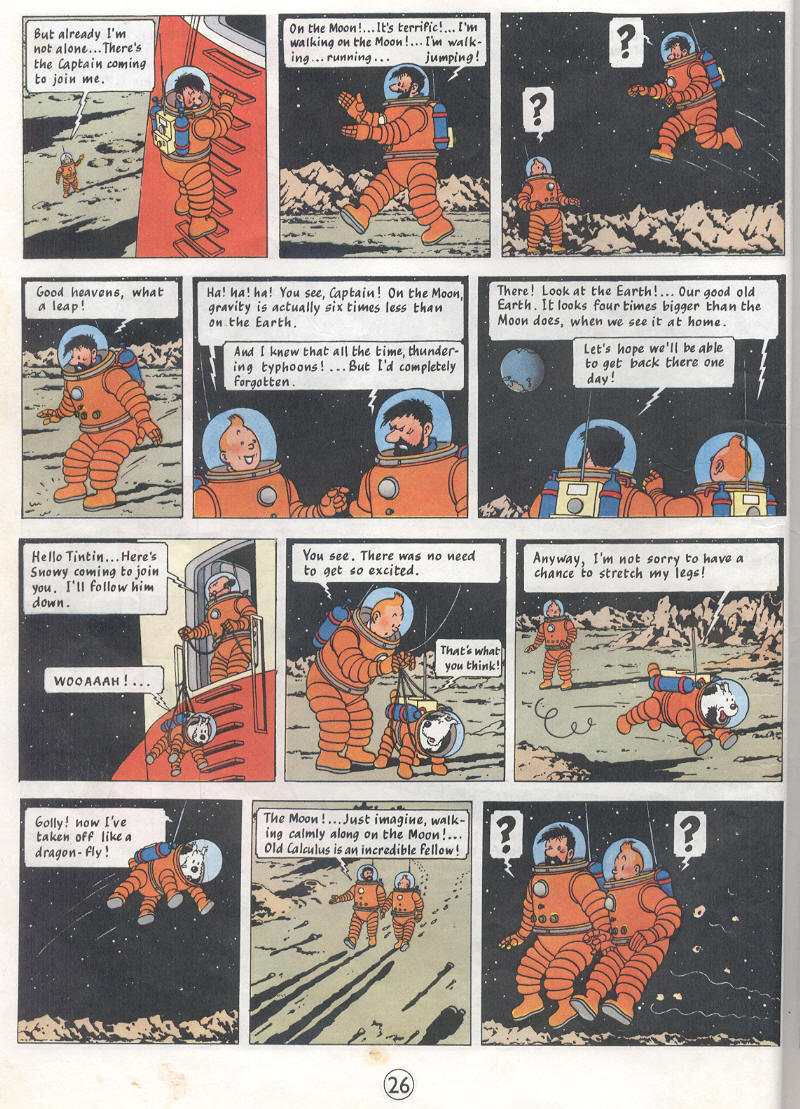 But already I'm
not alone...There's
the Captain coming
to join me.
On the Moon!...It's terrific!...I'm
walking on the Moon!...I'm walk-
ing...running... jumping!
?
?
Good heavens, what
a leap!
Ha! ha! ha! You see, Captain! On the Moon,
gravity is actually six times less than
on the Earth.
And I knew that all the time, thunder-
ing typhoons! ...But I'd completely
forgotten.
There! Look at the Earth!... Our good old
Earth. It looks four times bigger than the
Moon does, when we see it at home.
Let's hope we'll be able
to get back there one
day!
Hello Tintin...Here's
Snowy coming to join
you. I'll follow him
down.
WOOAAAH!...
You see. There was no need
to get so excited.
That's what
you think!
Anyway, I'm not sorry to have a
chance to stretch my legs!
Golly! now I've
taken off like a
dragon-fly!
The Moon!...Just imagine, walk-
ing calmly along on the Moon!...
Old Calculus is an incredible fellow!
?
?
26